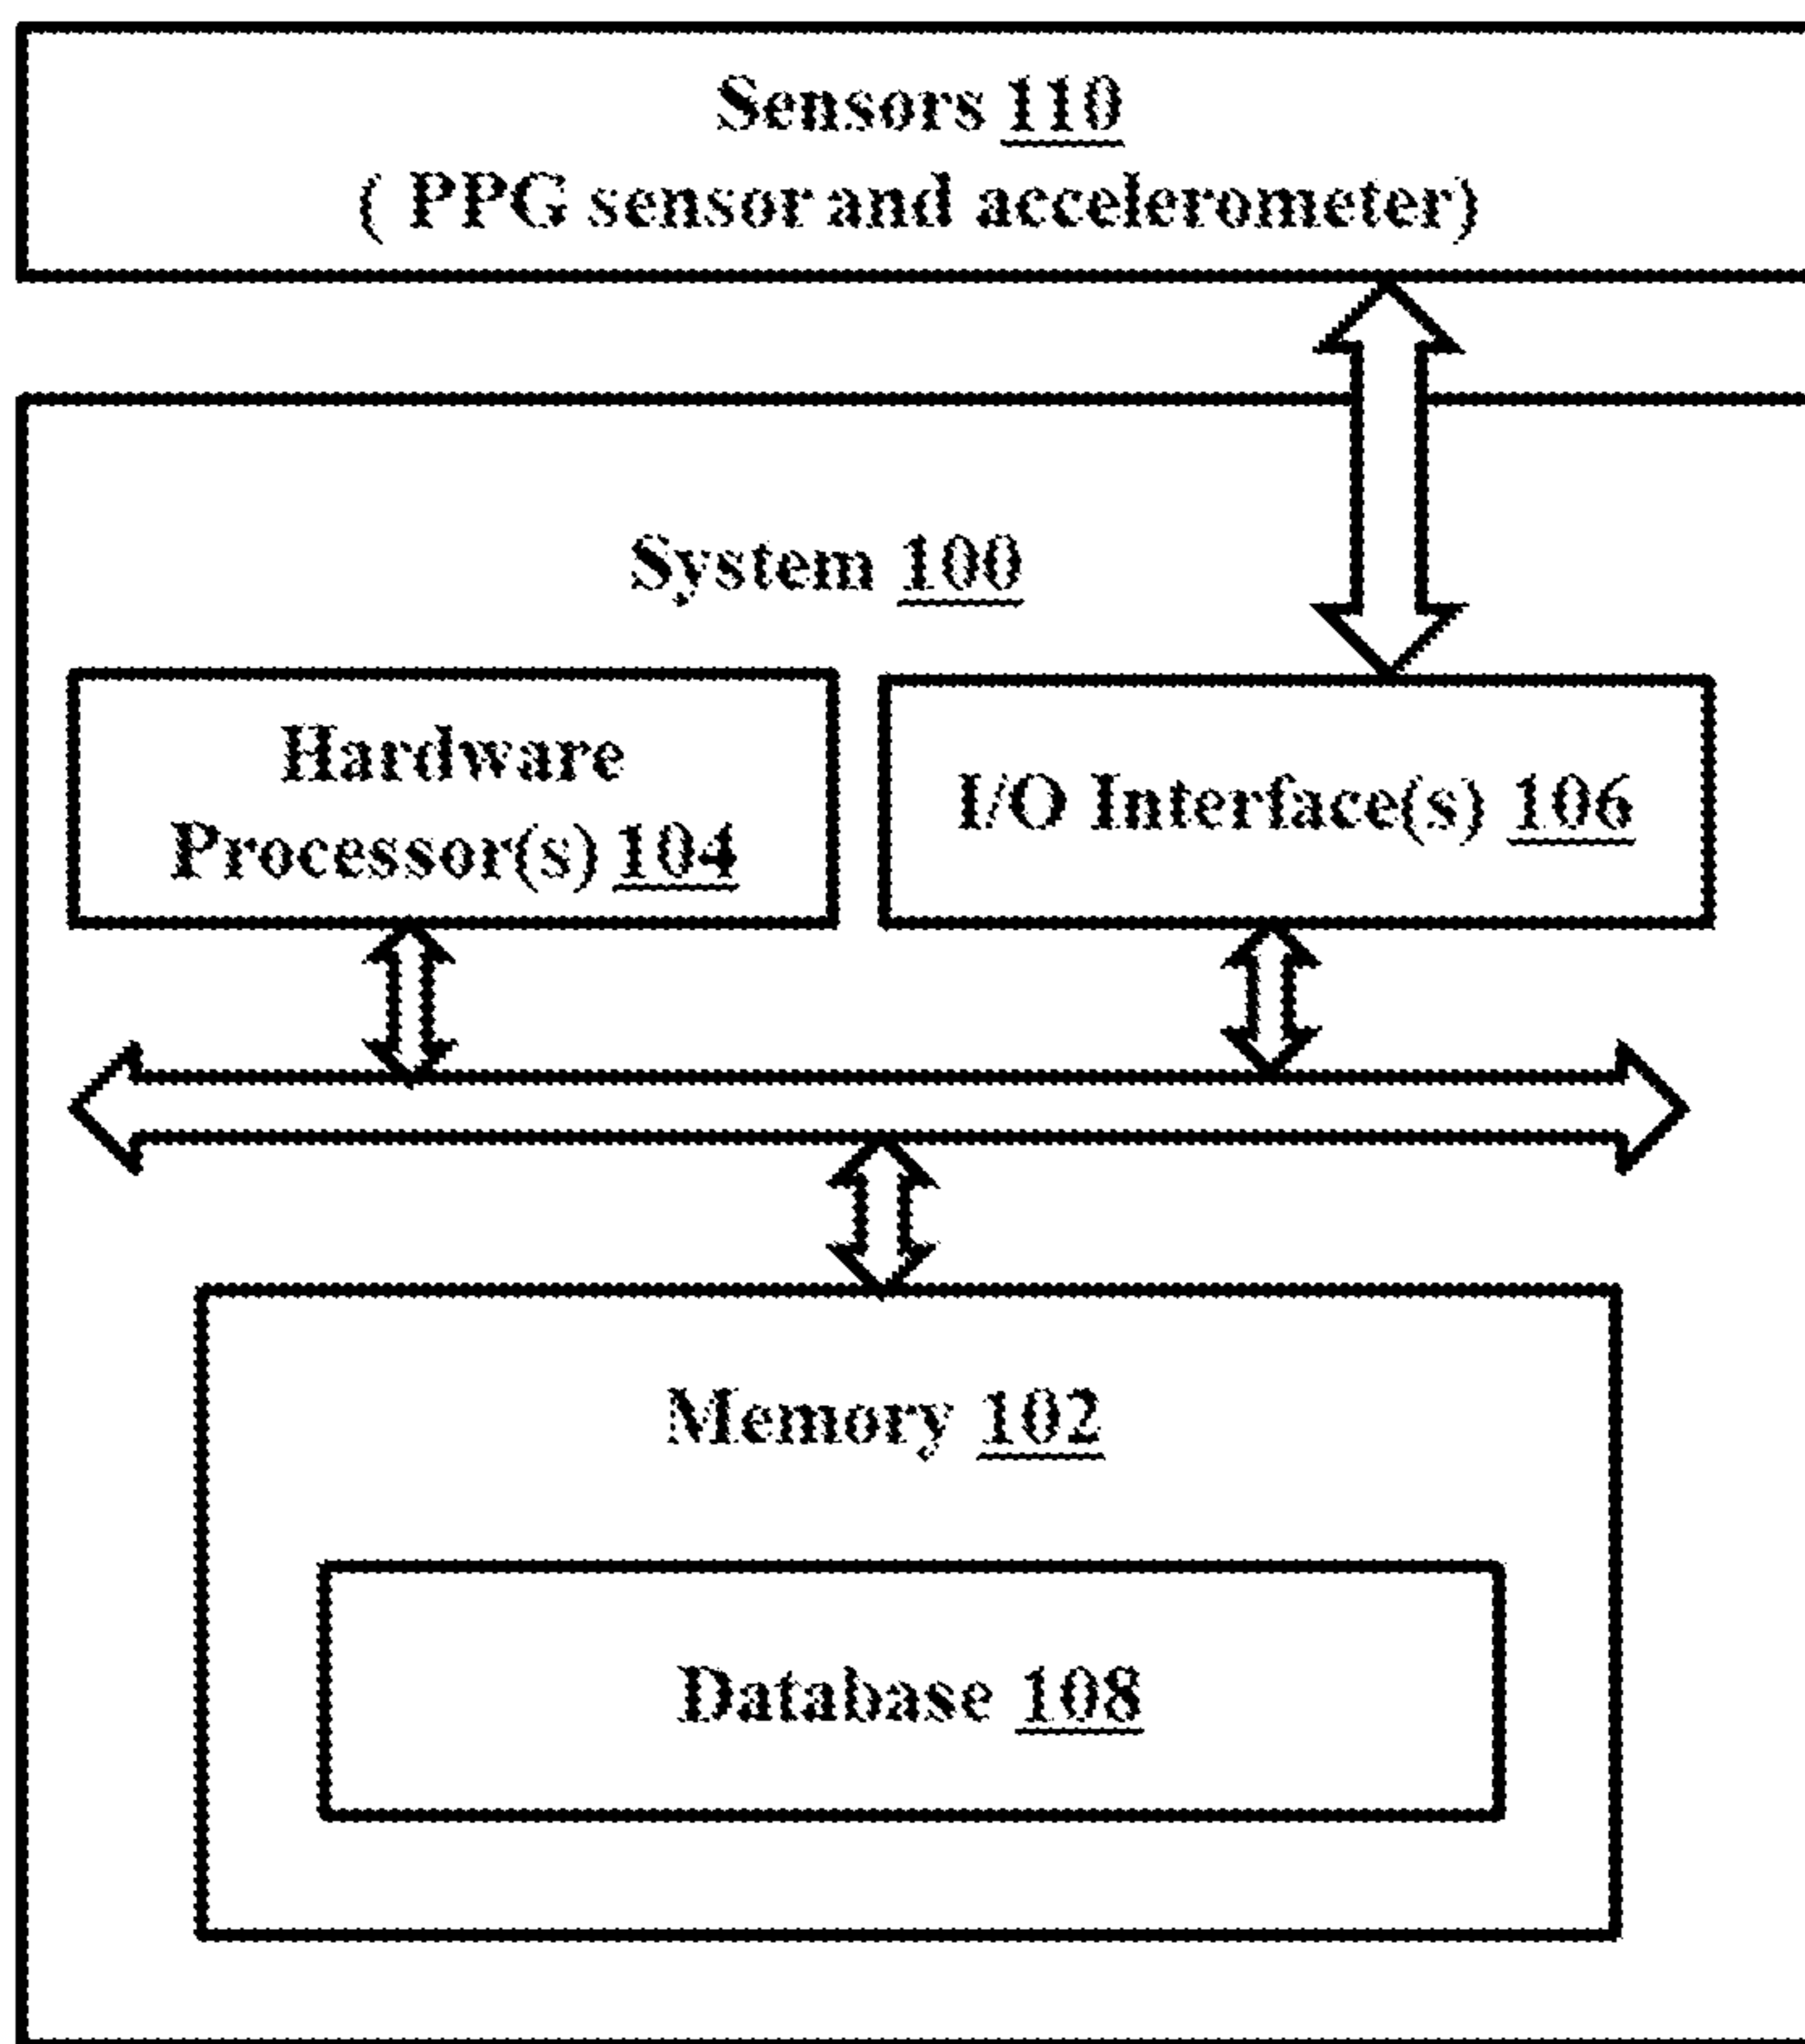 Sensors 110
( PPG sensor and accelerometer)
System 100
Hardware
Processor(s) 104
I/O Interface(s) 106
Memory 102
Database 108